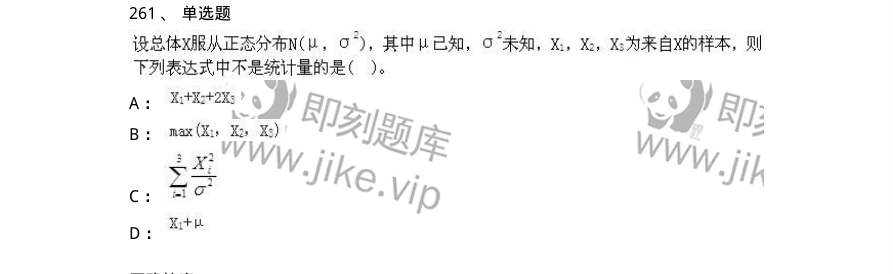 261 、 单选题
设总体X服从正态分布N(μ, σ²), 其中μ已知, σ²未知, X₁, X₂, X₃为来自X的样本, 则
下列表达式中不是统计量的是( )。
A : X₁+X₂+2X₃
B : max(X₁, X₂, X₃)
C : ∑_{i=1}^{3} X_i²/σ²
D : X₁+μ
即刻题库
www.jike.vip
即
www.